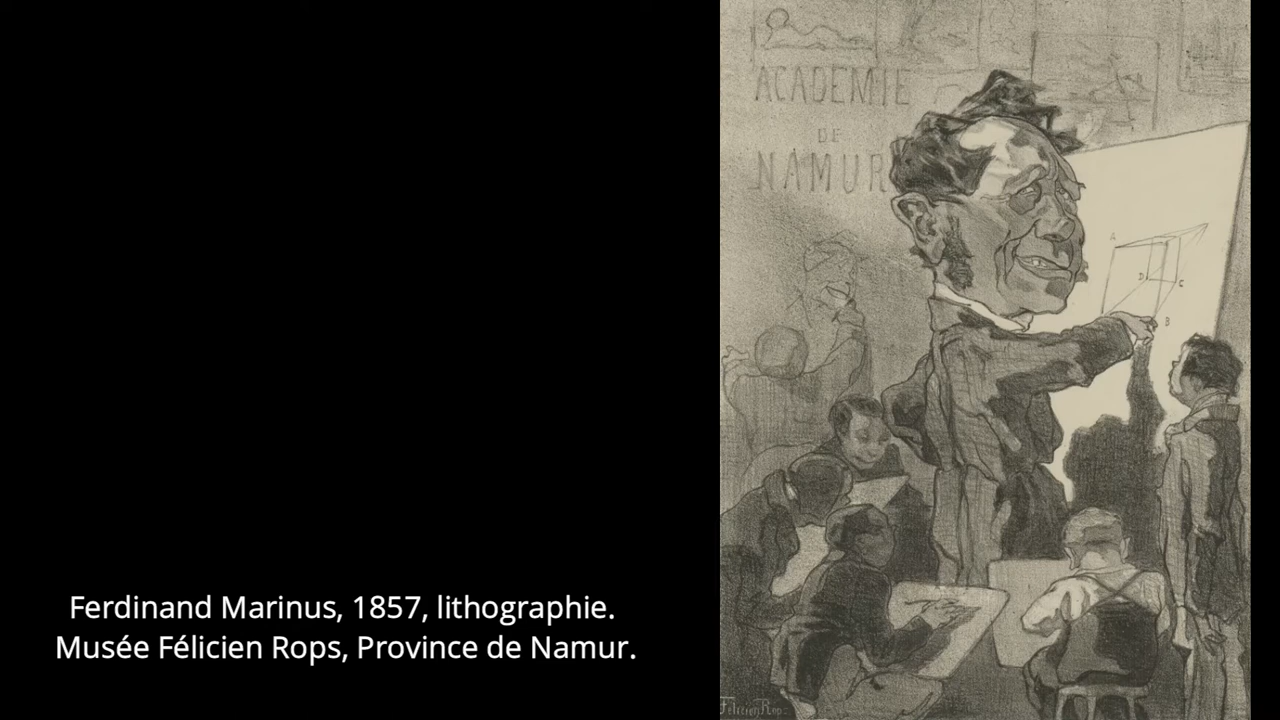 ACADEMIE
DE
NAMUR
A
D
C
B
Ferdinand Marinus, 1857, lithographie.
Musée Félicien Rops, Province de Namur.
Félicien Rops